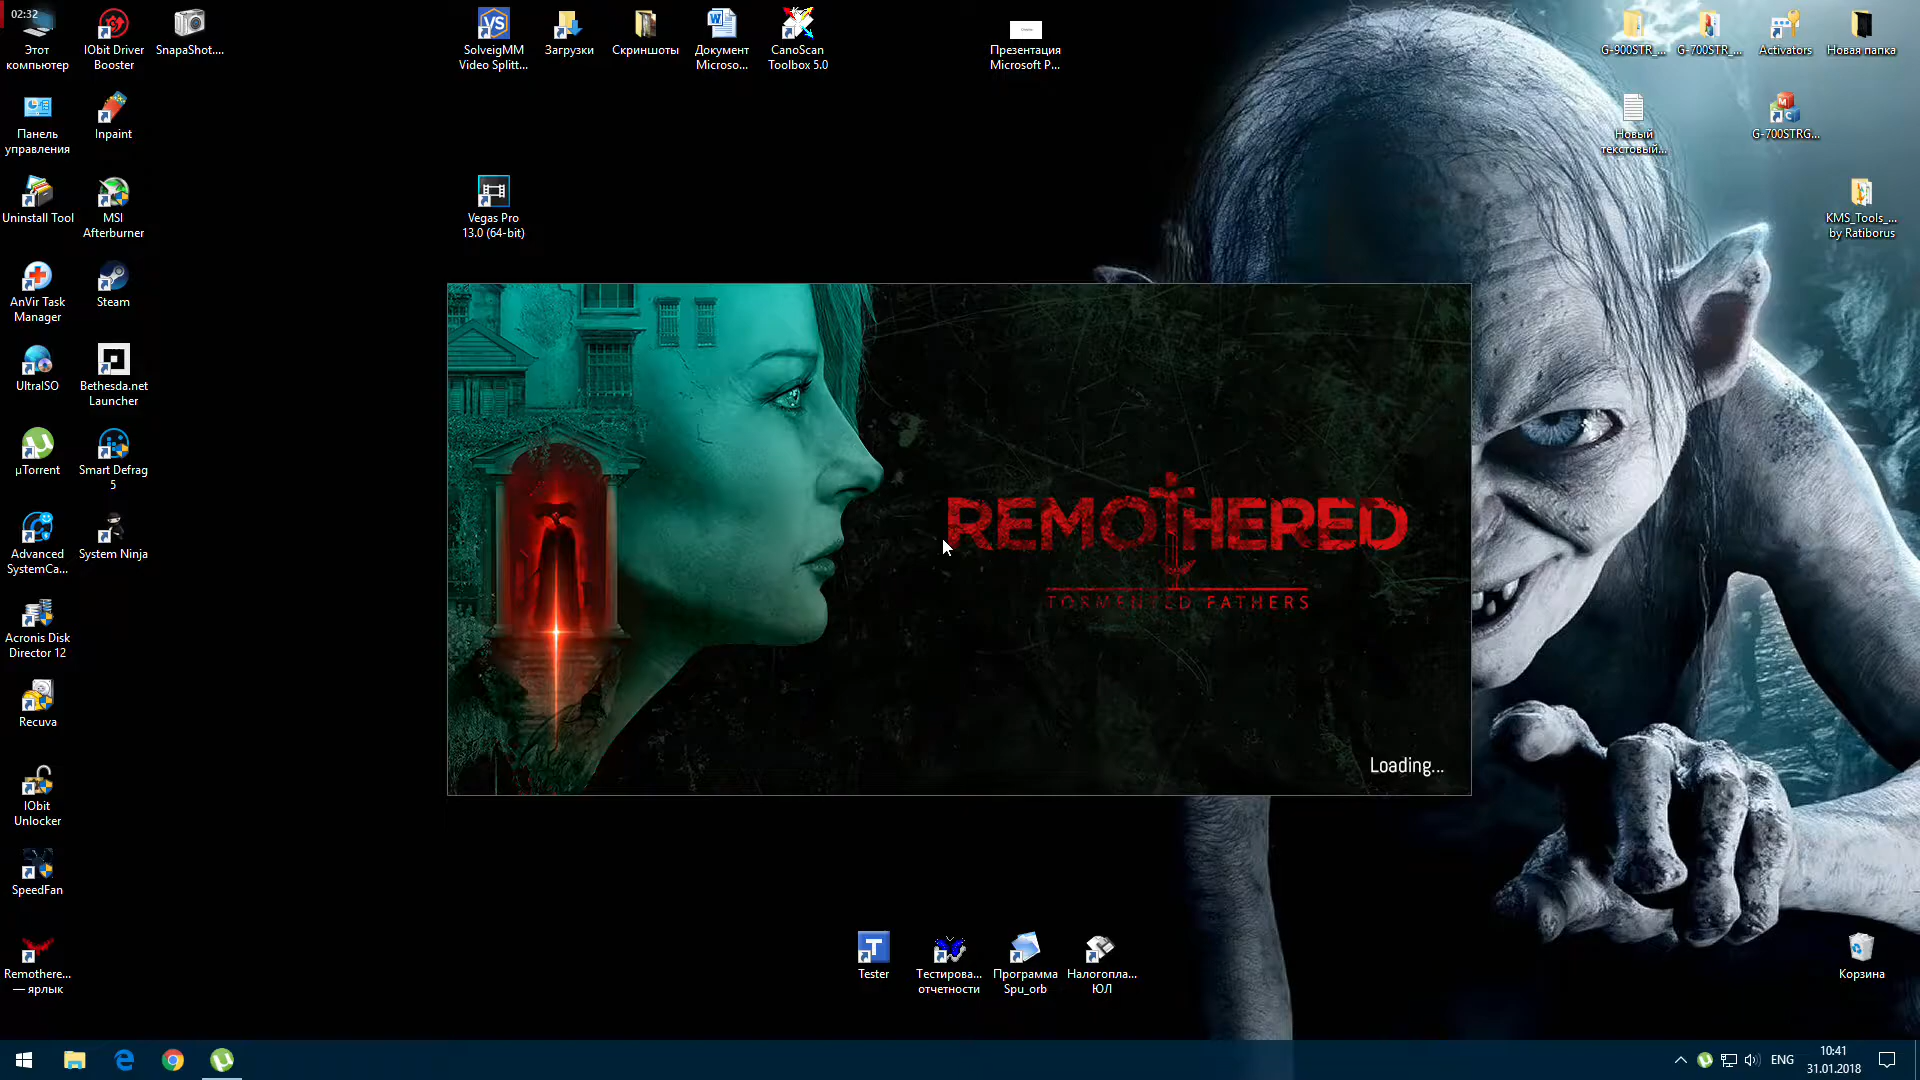 02:32
Этот
компьютер
IObit Driver
Booster
SnapaShot....
SolveigMM
Video Splitt...
Загрузки
Скриншоты
Документ
Microso...
CanoScan
Toolbox 5.0
Презентация
Microsoft P...
G-900STR_...
G-700STR_...
Activators
Новая папка
Панель
управления
Inpaint
Новый
текстовый...
G-700STRG...
Uninstall Tool
MSI
Afterburner
Vegas Pro
13.0 (64-bit)
KMS_Tools_...
by Ratiborus
AnVir Task
Manager
Steam
UltraISO
Bethesda.net
Launcher
µTorrent
Smart Defrag
5
REMOTHERED
TORMENTED FATHERS
Loading...
Advanced
SystemCa...
System Ninja
Acronis Disk
Director 12
Recuva
IObit
Unlocker
SpeedFan
Remothere...
— ярлык
Tester
Тестирова...
отчетности
Программа
Spu_orb
Налогопла...
ЮЛ
Корзина
ENG
10:41
31.01.2018